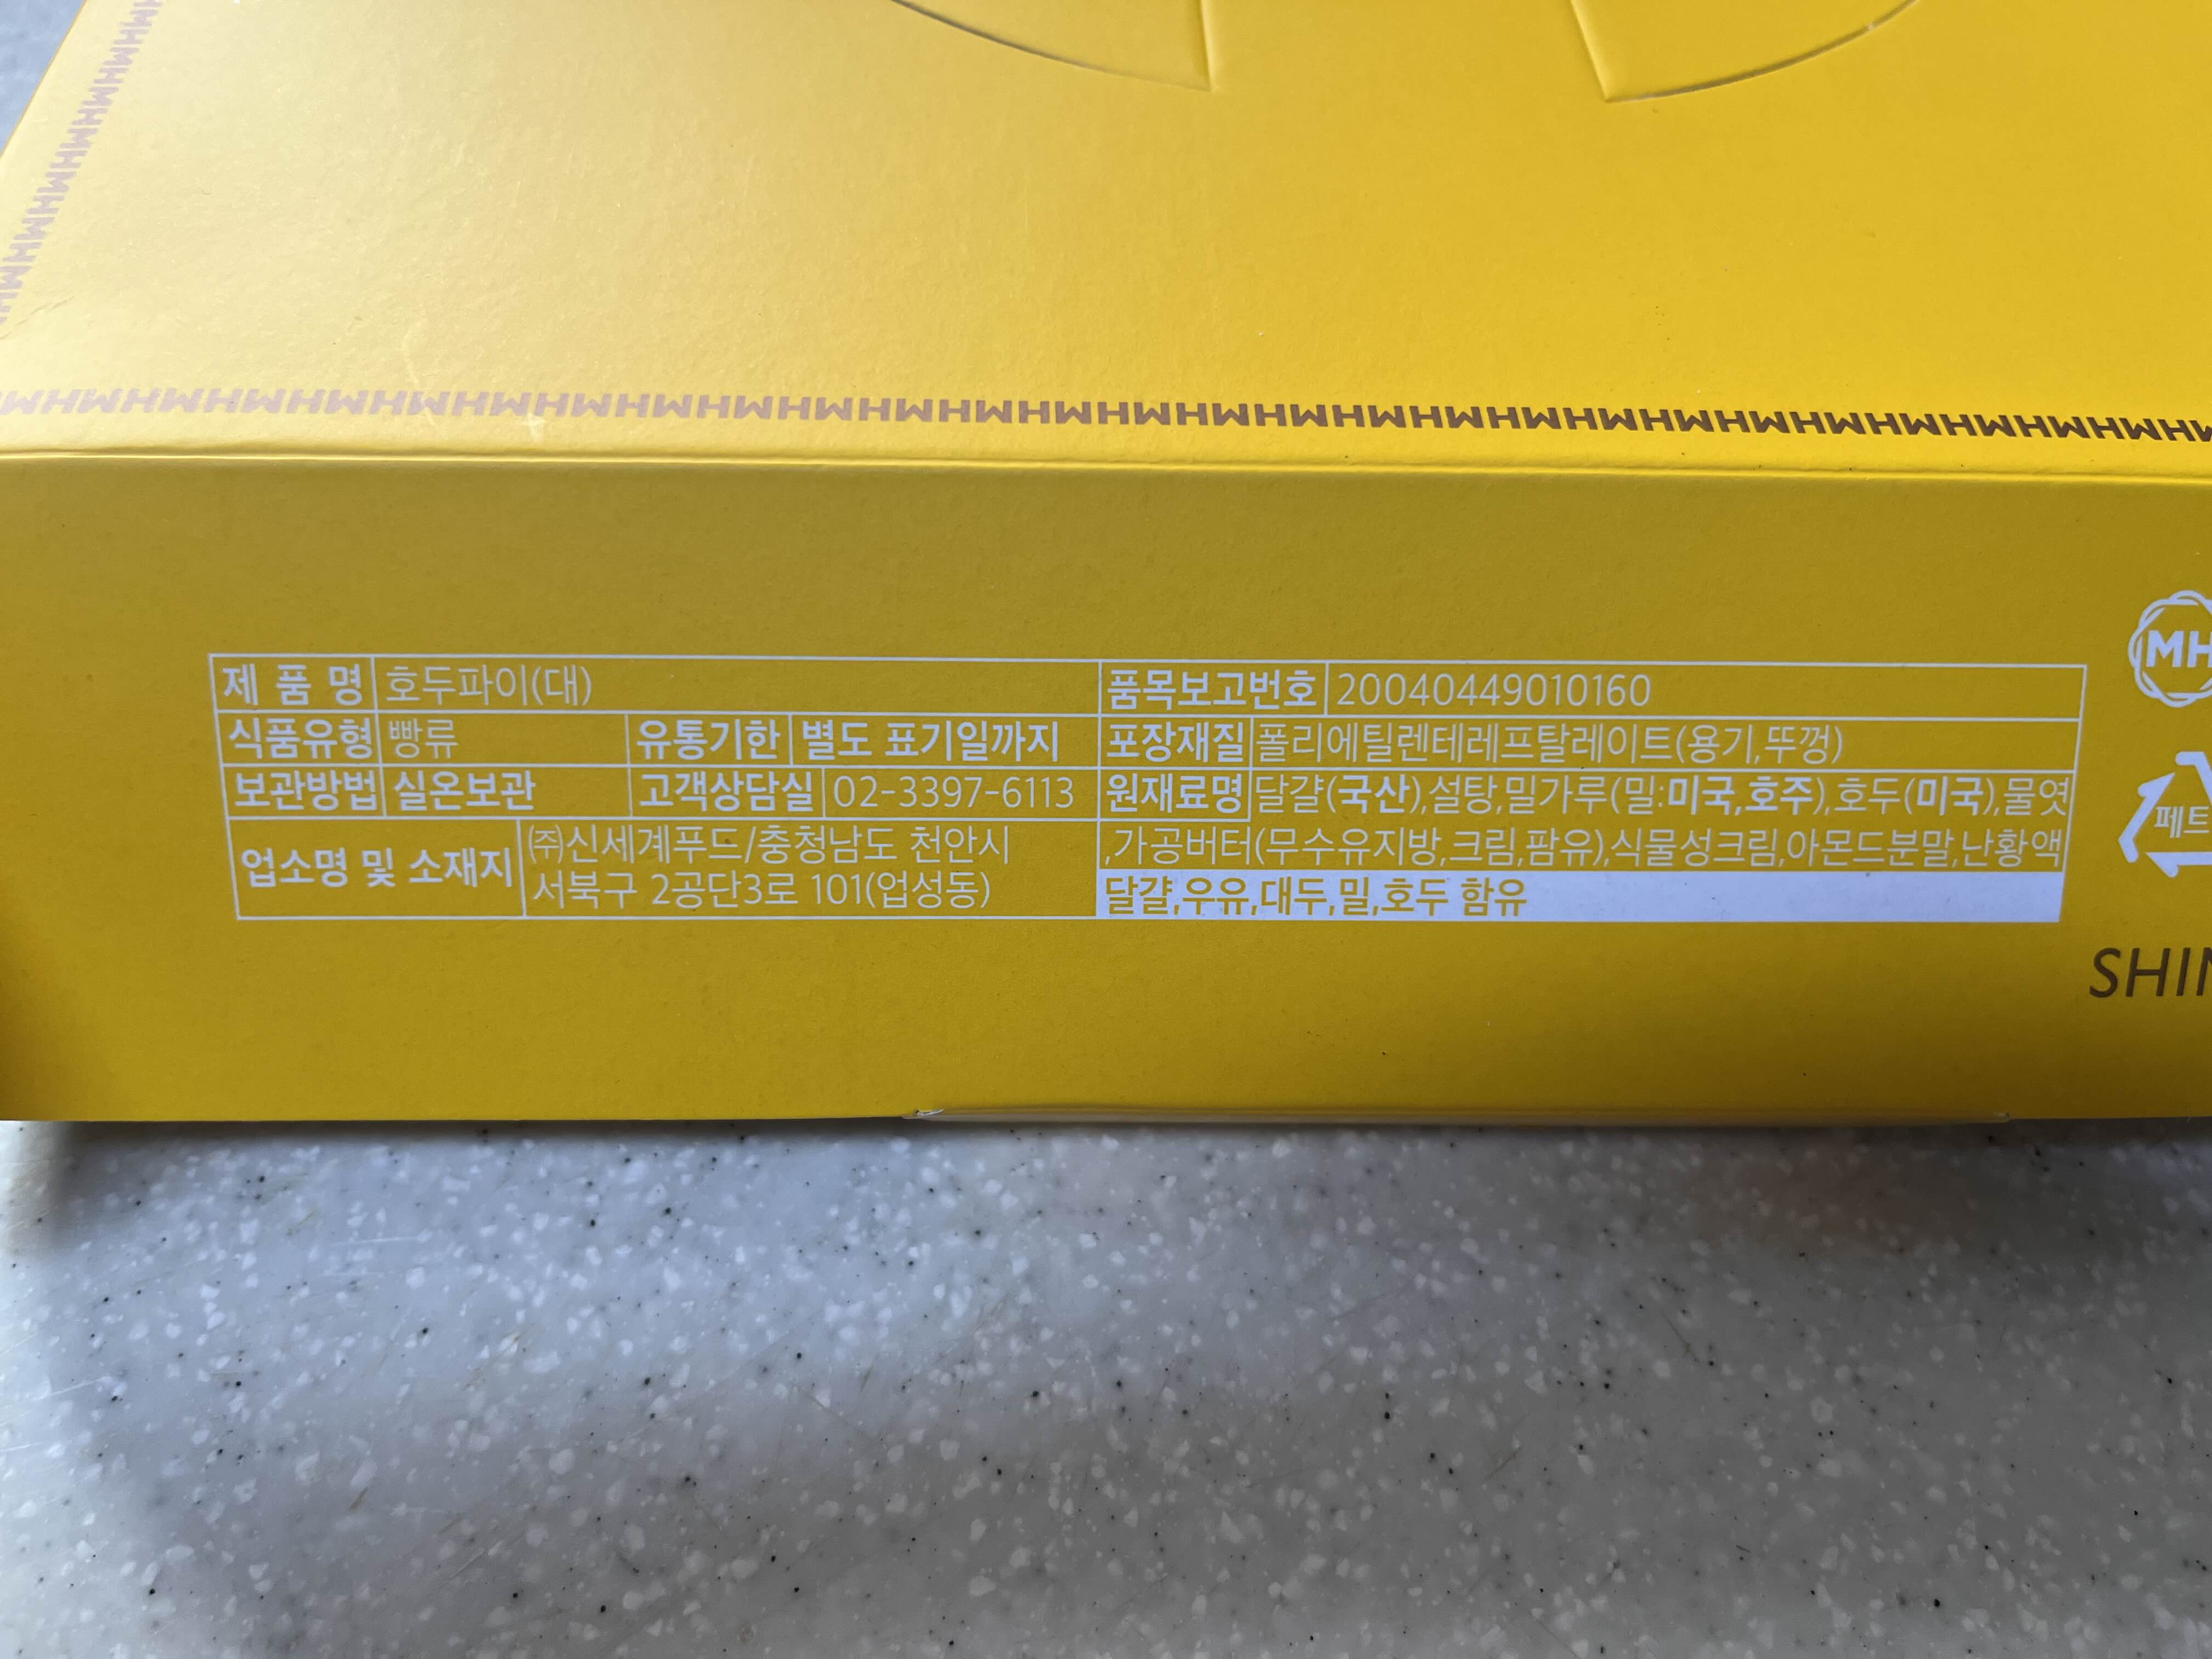 MHMHMHMHMHMHMHMHMHMHMHMHMHMHMHMHMHMHMHMHMHMHMHMHMHMH
제 품 명 호두파이(대)
식품유형 빵류 유통기한 별도 표기일까지
보관방법 실온보관 고객상담실 02-3397-6113
업소명 및 소재지 ㈜신세계푸드/충청남도 천안시
서북구 2공단3로 101(업성동)
품목보고번호 20040449010160
포장재질 폴리에틸렌테레프탈레이트(용기,뚜껑)
원재료명 달걀(국산),설탕,밀가루(밀:미국,호주),호두(미국),물엿
,가공버터(무수유지방,크림,팜유),식물성크림,아몬드분말,난황액
달걀,우유,대두,밀,호두 함유
MH
페트
SHIN